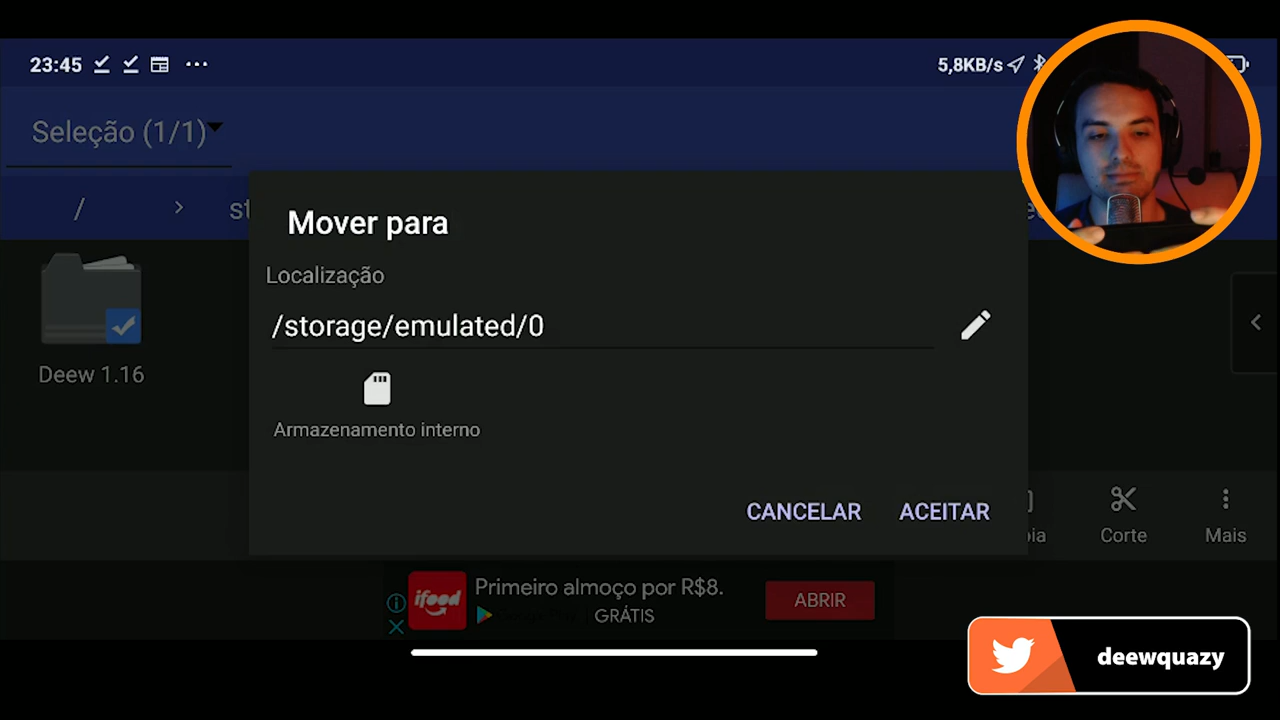 23:45
5,8KB/s
Seleção (1/1)
/ > st
Mover para
Localização
/storage/emulated/0
Armazenamento interno
Deew 1.16
CANCELAR ACEITAR
Corte
Mais
ifood
Primeiro almoço por R$8.
GRÁTIS
ABRIR
deewquazy